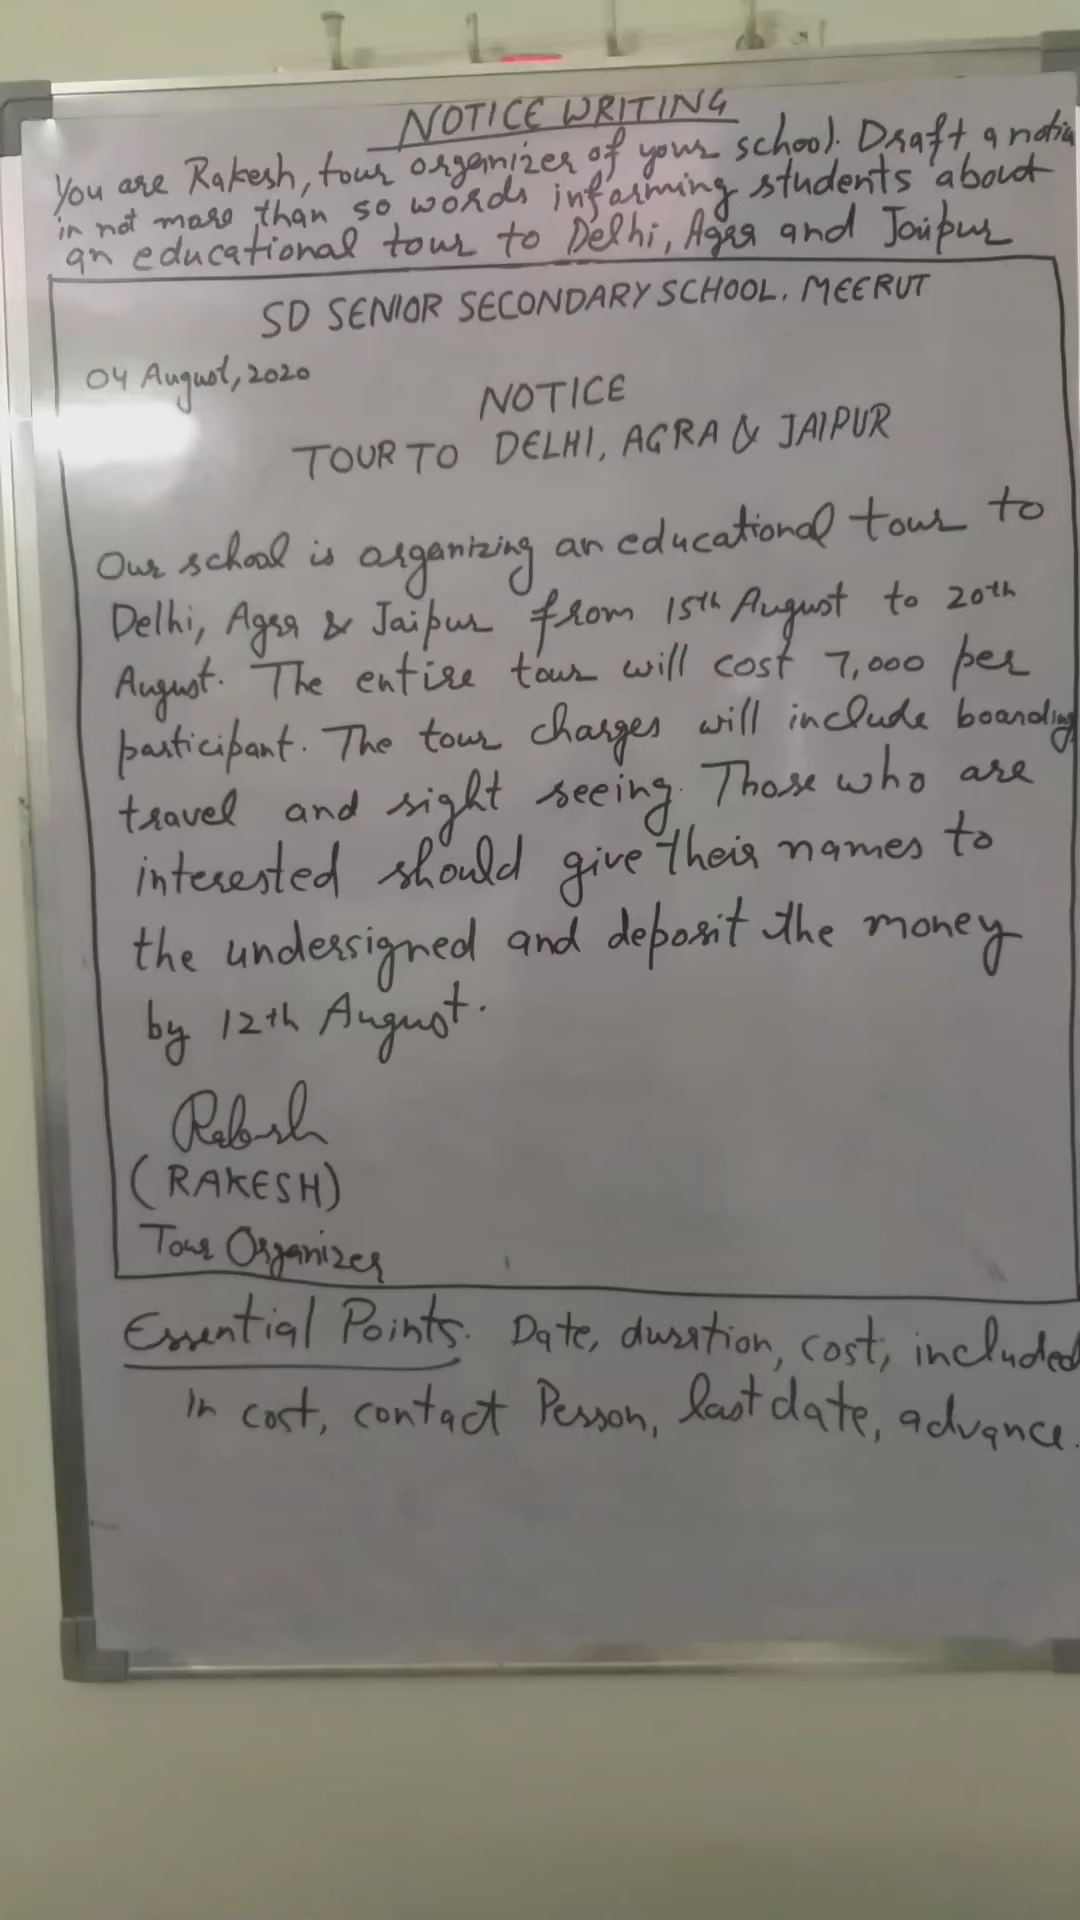 NOTICE WRITING
You are Rakesh, tour organizer of your school. Draft a notice
in not more than 50 words informing students about
an educational tour to Delhi, Agra and Jaipur
SD SENIOR SECONDARY SCHOOL, MEERUT
04 August, 2020
NOTICE
TOUR TO DELHI, AGRA & JAIPUR
Our school is organizing an educational tour to
Delhi, Agra & Jaipur from 15th August to 20th
August. The entire tour will cost 7,000 per
participant. The tour charges will include boarding
travel and sight seeing. Those who are
interested should give their names to
the undersigned and deposit the money
by 12th August.
Rakesh
(RAKESH)
Tour Organizer
Essential Points. Date, duration, cost, included
in cost, contact Person, last date, advance.